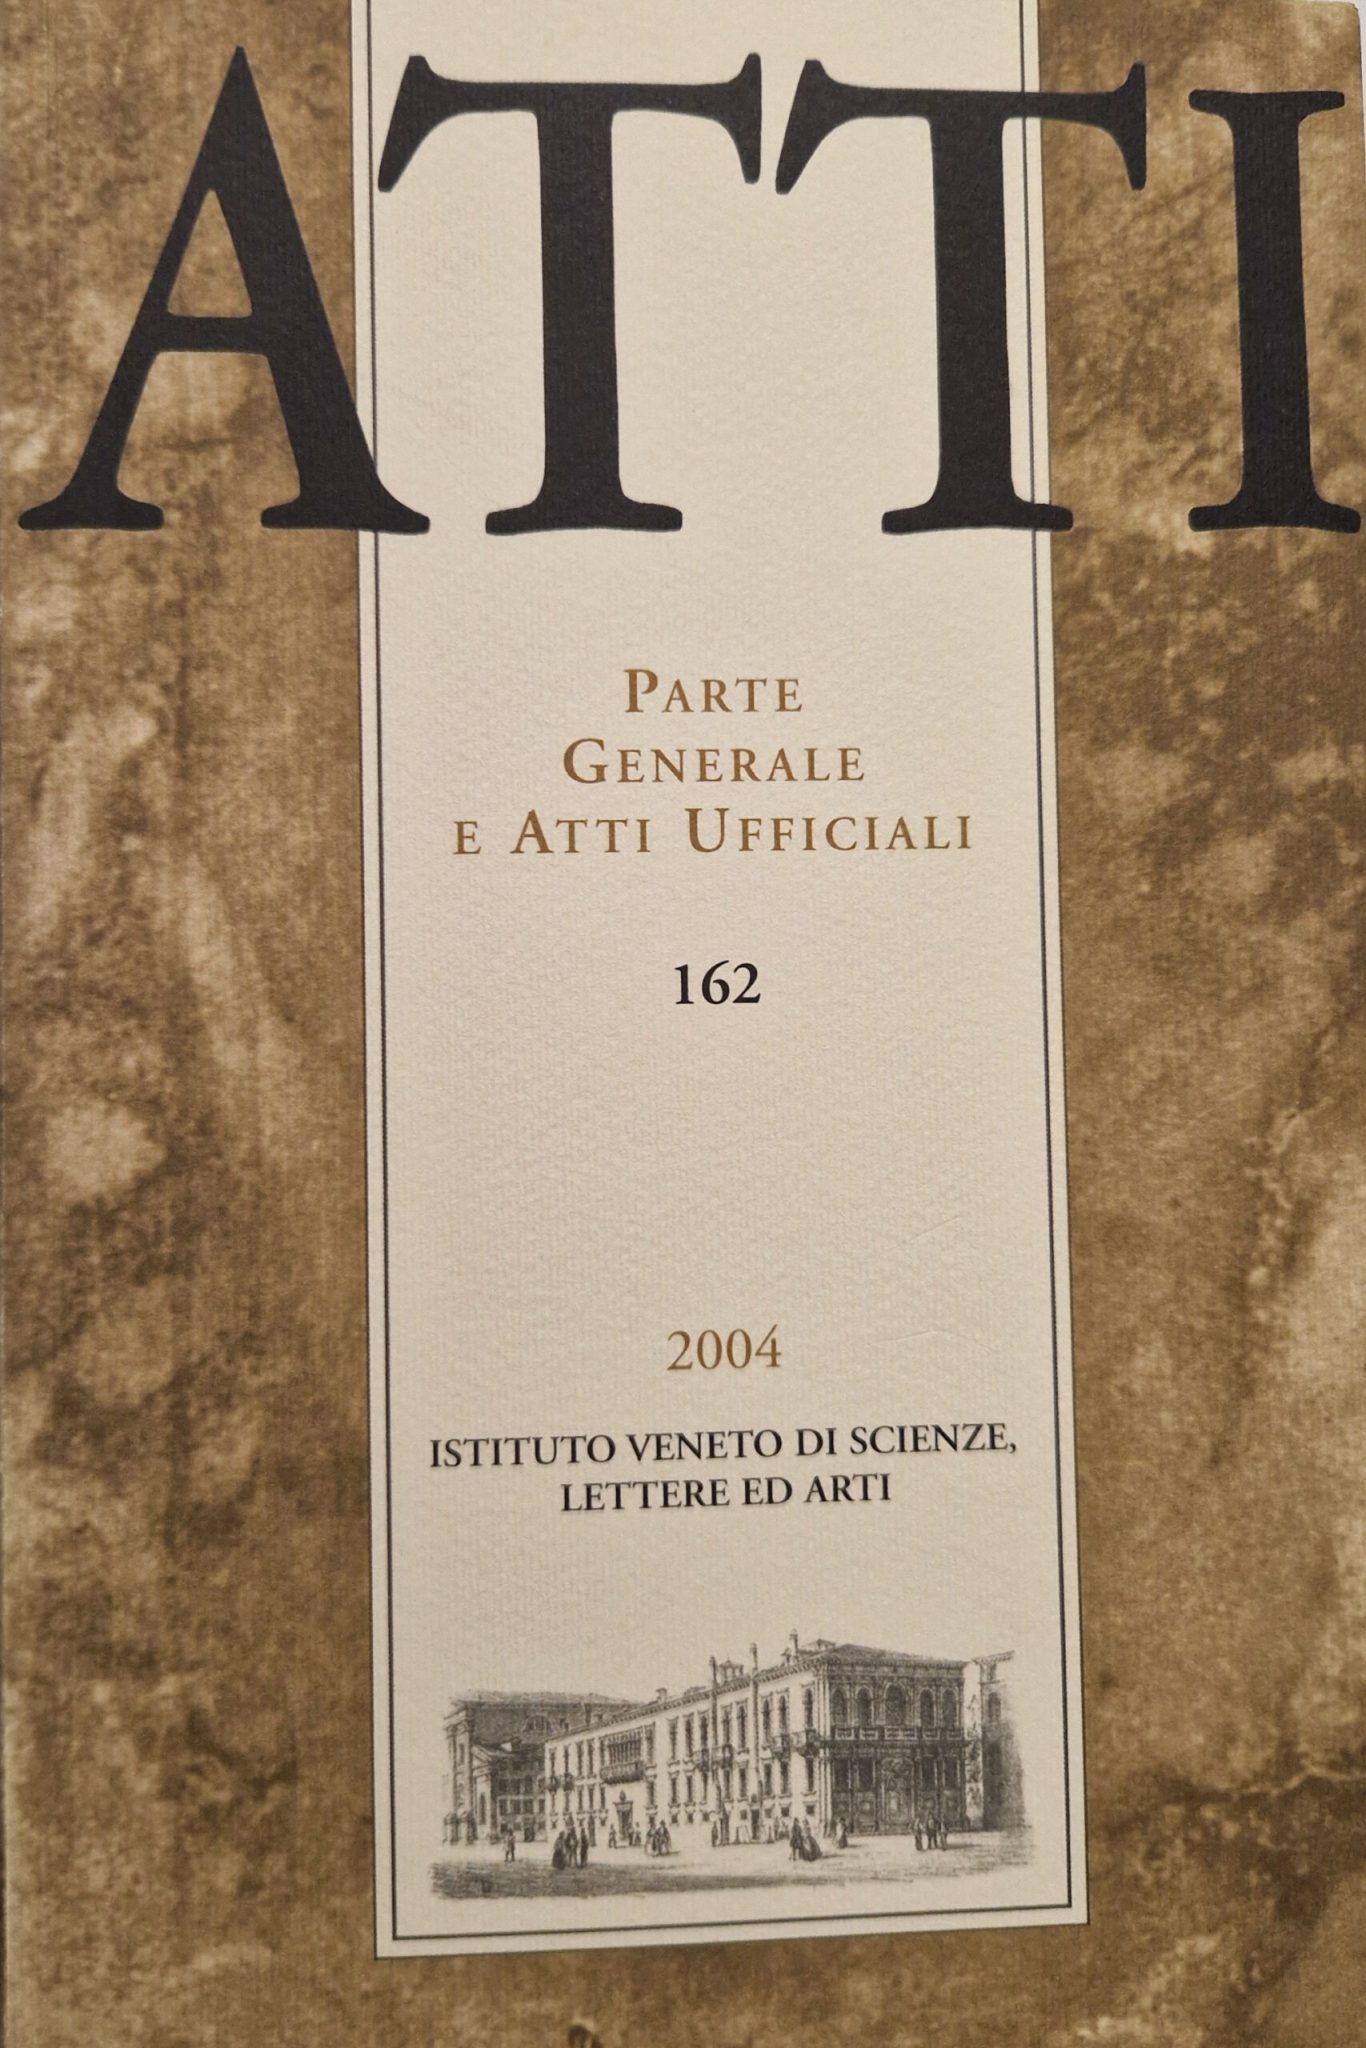 ATTI
PARTE
GENERALE
E ATTI UFFICIALI
162
2004
ISTITUTO VENETO DI SCIENZE,
LETTERE ED ARTI